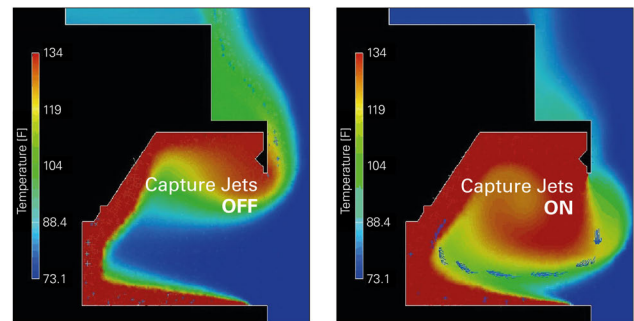 134
119
104
88.4
73.1
Temperature [F]
Capture Jets
OFF
134
119
104
88.4
73.1
Temperature [F]
Capture Jets
ON